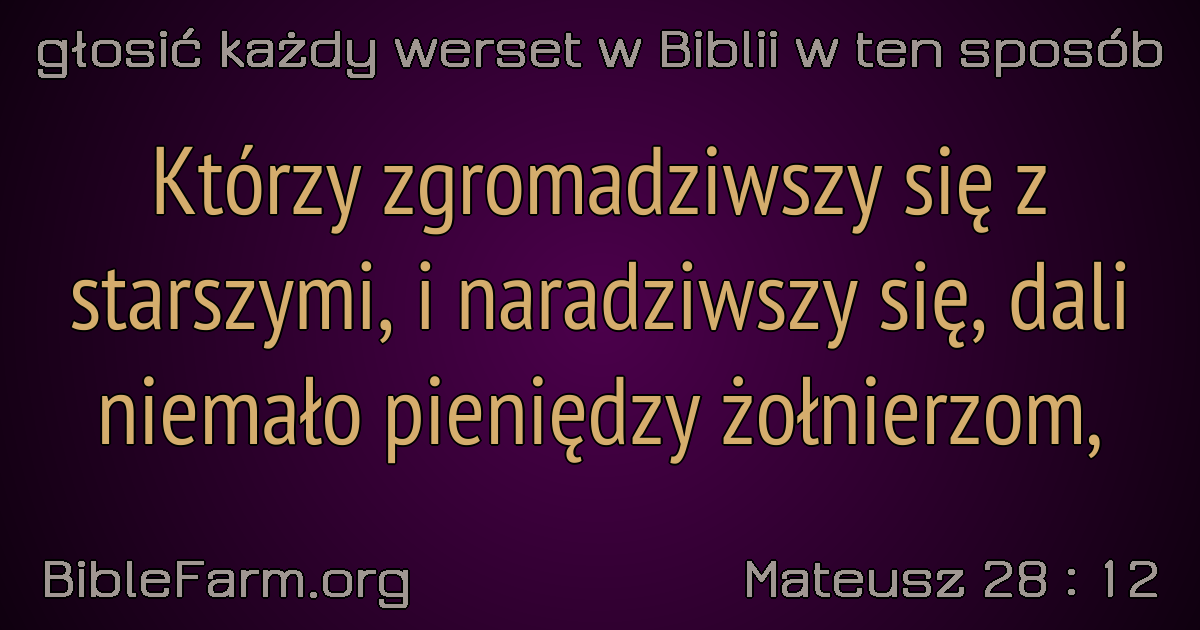 głosić każdy werset w Biblii w ten sposób
Którzy zgromadziwszy się z
starszymi, i naradziwszy się, dali
niemało pieniędzy żołnierzom,
BibleFarm.org
Mateusz 28 : 12